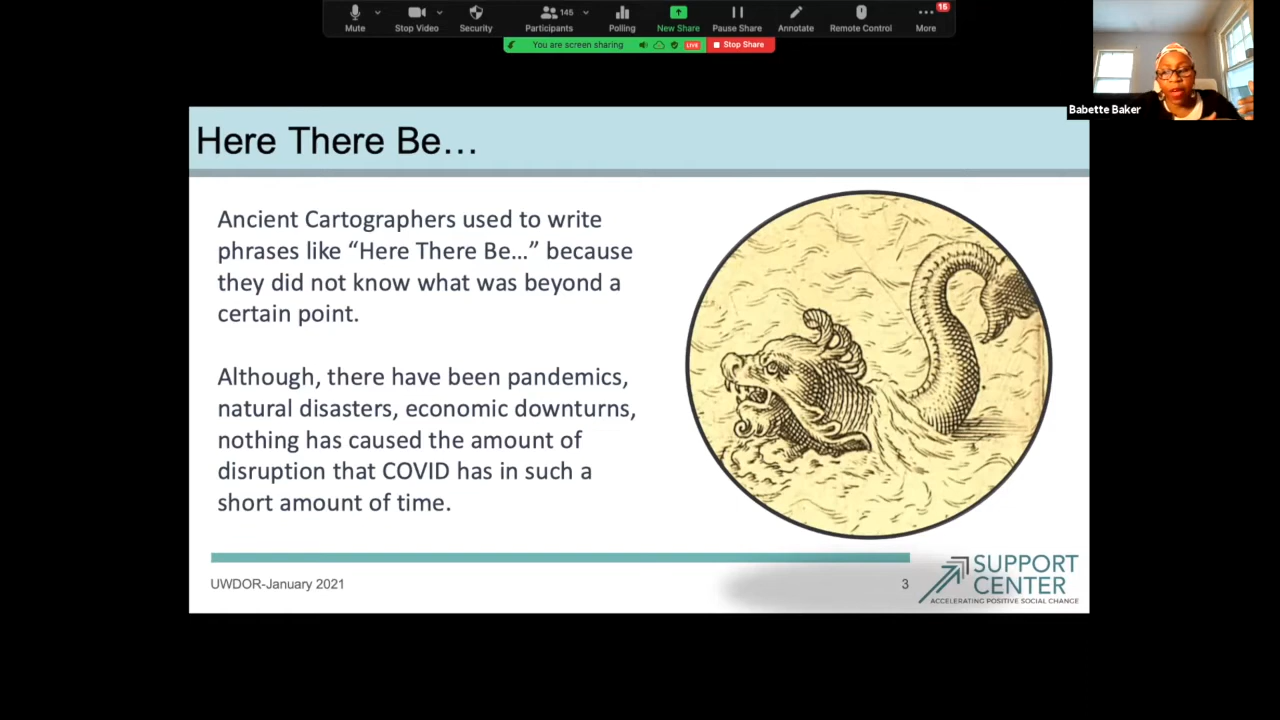 145
15
Mute
Stop Video
Security
Participants
Polling
New Share
Pause Share
Annotate
Remote Control
More
You are screen sharing
LIVE
Stop Share
Babette Baker
Here There Be…
Ancient Cartographers used to write
phrases like “Here There Be…” because
they did not know what was beyond a
certain point.
Although, there have been pandemics,
natural disasters, economic downturns,
nothing has caused the amount of
disruption that COVID has in such a
short amount of time.
UWDOR-January 2021
3
SUPPORT
CENTER
ACCELERATING POSITIVE SOCIAL CHANGE